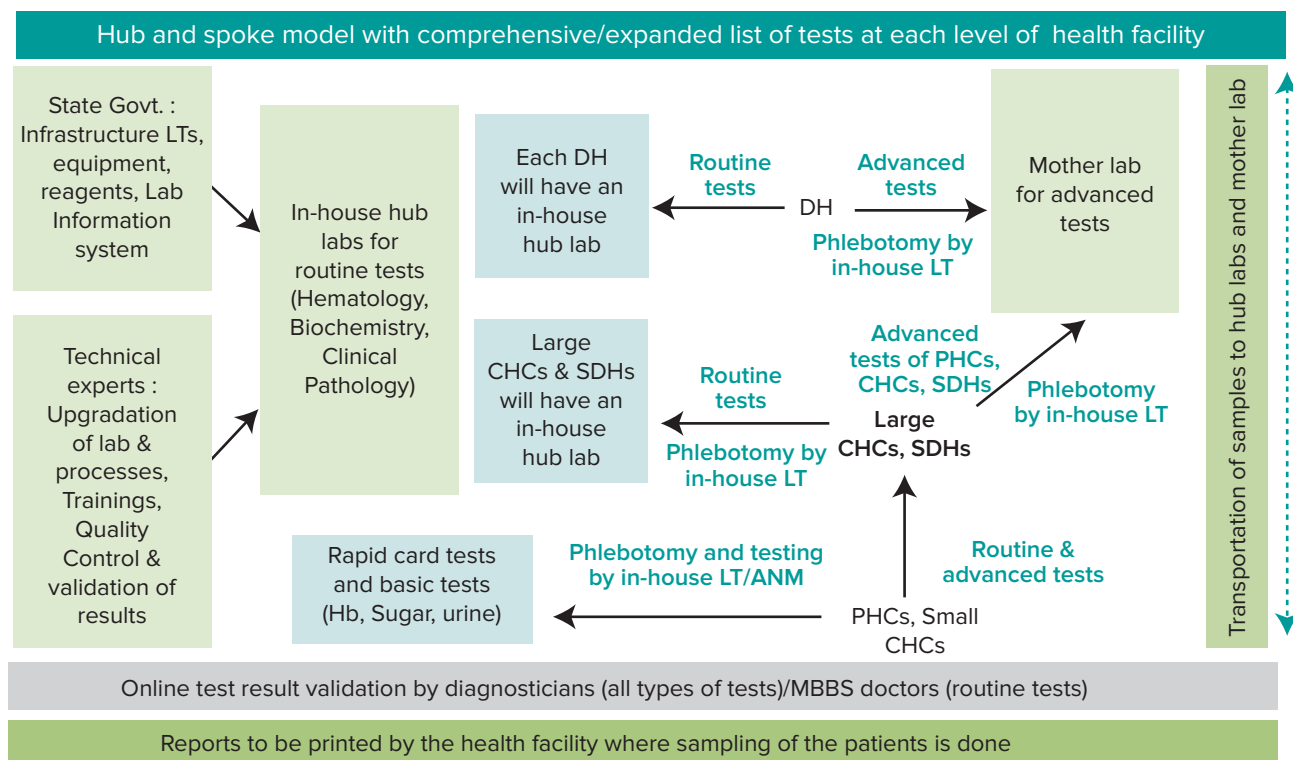 Hub and spoke model with comprehensive/expanded list of tests at each level of health facility
State Govt. :
Infrastructure LTs,
equipment,
reagents, Lab
Information
system
Technical
experts :
Upgradation
of lab &
processes,
Trainings,
Quality
Control &
validation of
results
In-house hub
labs for
routine tests
(Hematology,
Biochemistry,
Clinical
Pathology)
Each DH
will have an
in-house
hub lab
Routine
tests
DH
Advanced
tests
Phlebotomy by
in-house LT
Mother lab
for advanced
tests
Large
CHCs & SDHs
will have an
in-house
hub lab
Routine
tests
Phlebotomy by
in-house LT
Advanced
tests of PHCs,
CHCs, SDHs
Large
CHCs, SDHs
Phlebotomy
by in-house LT
Rapid card tests
and basic tests
(Hb, Sugar, urine)
Phlebotomy and testing
by in-house LT/ANM
Routine &
advanced tests
PHCs, Small
CHCs
Transportation of samples to hub labs and mother lab
Online test result validation by diagnosticians (all types of tests)/MBBS doctors (routine tests)
Reports to be printed by the health facility where sampling of the patients is done